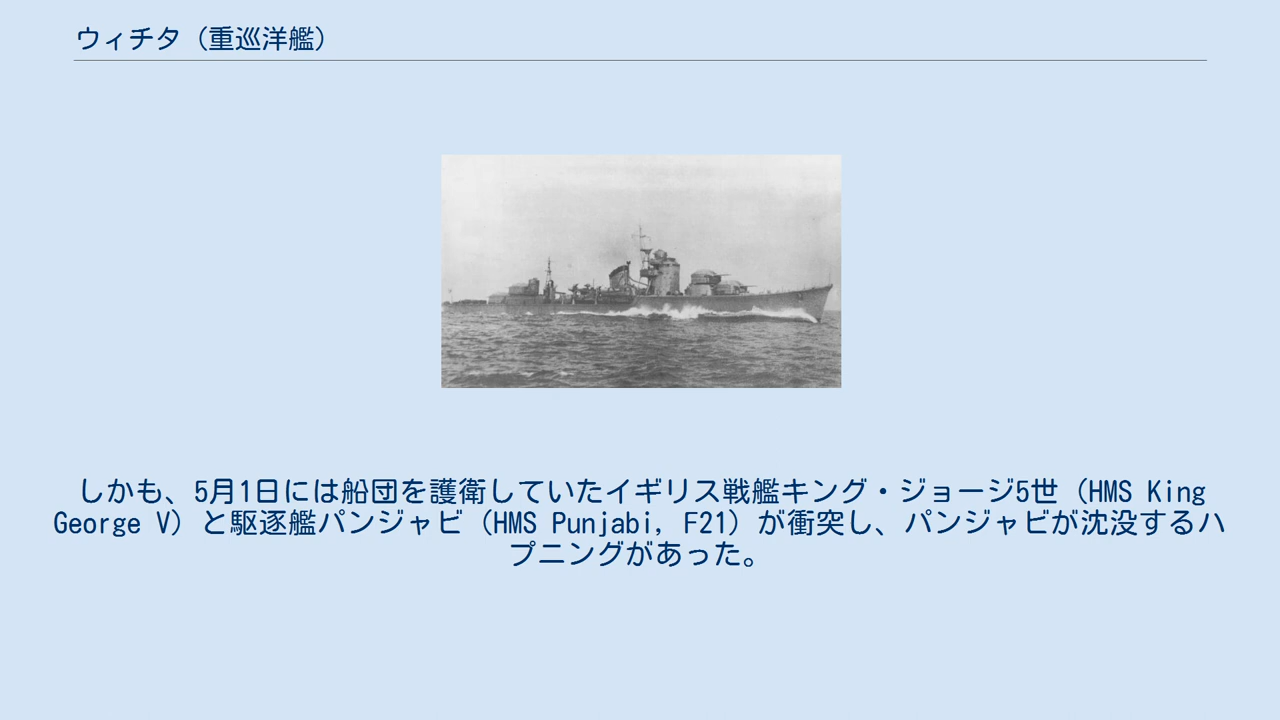 ウィチタ（重巡洋艦）
しかも、5月1日には船団を護衛していたイギリス戦艦キング・ジョージ5世（HMS King
George V）と駆逐艦パンジャビ（HMS Punjabi, F21）が衝突し、パンジャビが沈没するハ
プニングがあった。